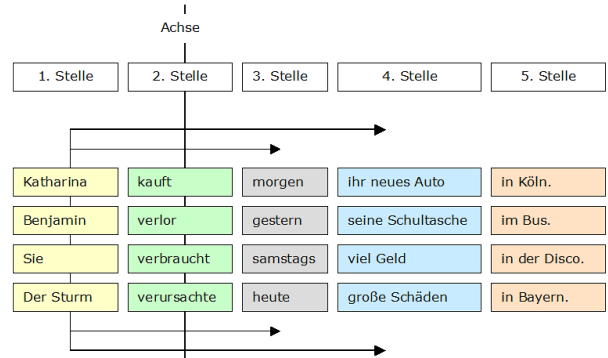 Achse
1. Stelle 2. Stelle 3. Stelle 4. Stelle 5. Stelle
Katharina kauft morgen ihr neues Auto in Köln.
Benjamin verlor gestern seine Schultasche im Bus.
Sie verbraucht samstags viel Geld in der Disco.
Der Sturm verursachte heute große Schäden in Bayern.